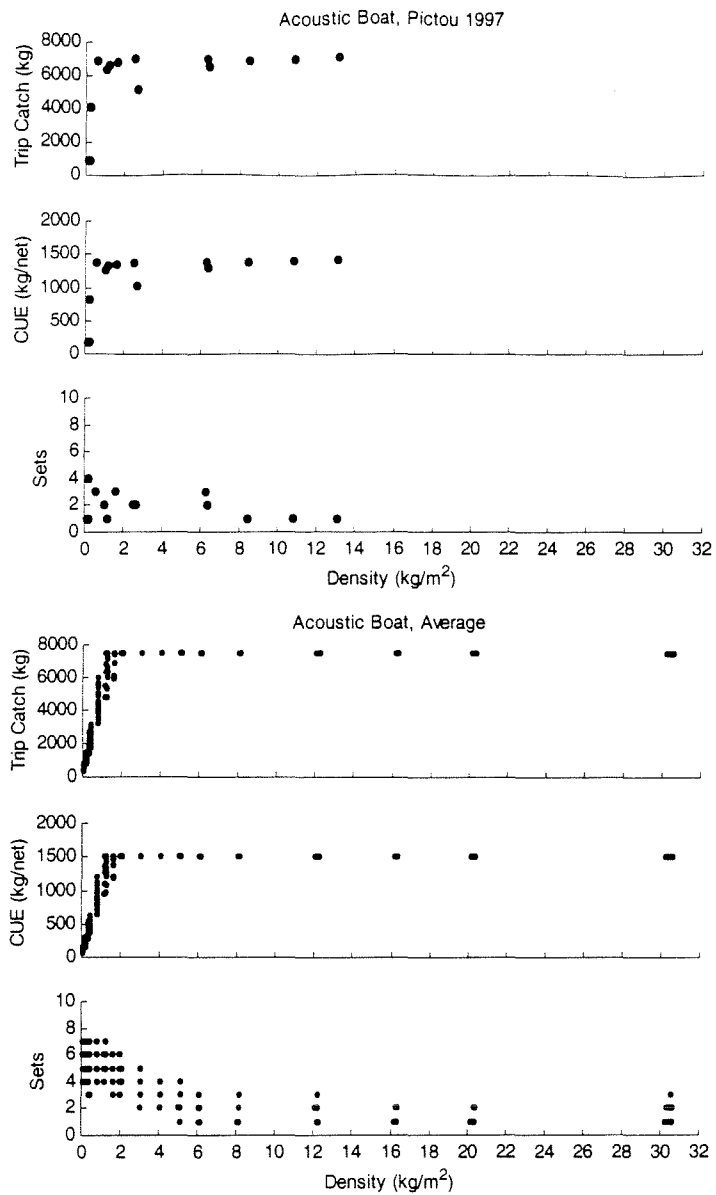 Acoustic Boat, Pictou 1997
Trip Catch (kg)
8000
6000
4000
2000
0
CUE (kg/net)
2000
1500
1000
500
0
Sets
10
8
6
4
2
0
0 2 4 6 8 10 12 14 16 18 20 22 24 26 28 30 32
Density (kg/m²)
Acoustic Boat, Average
Trip Catch (kg)
8000
6000
4000
2000
0
CUE (kg/net)
2000
1500
1000
500
0
Sets
10
8
6
4
2
0
0 2 4 6 8 10 12 14 16 18 20 22 24 26 28 30 32
Density (kg/m²)